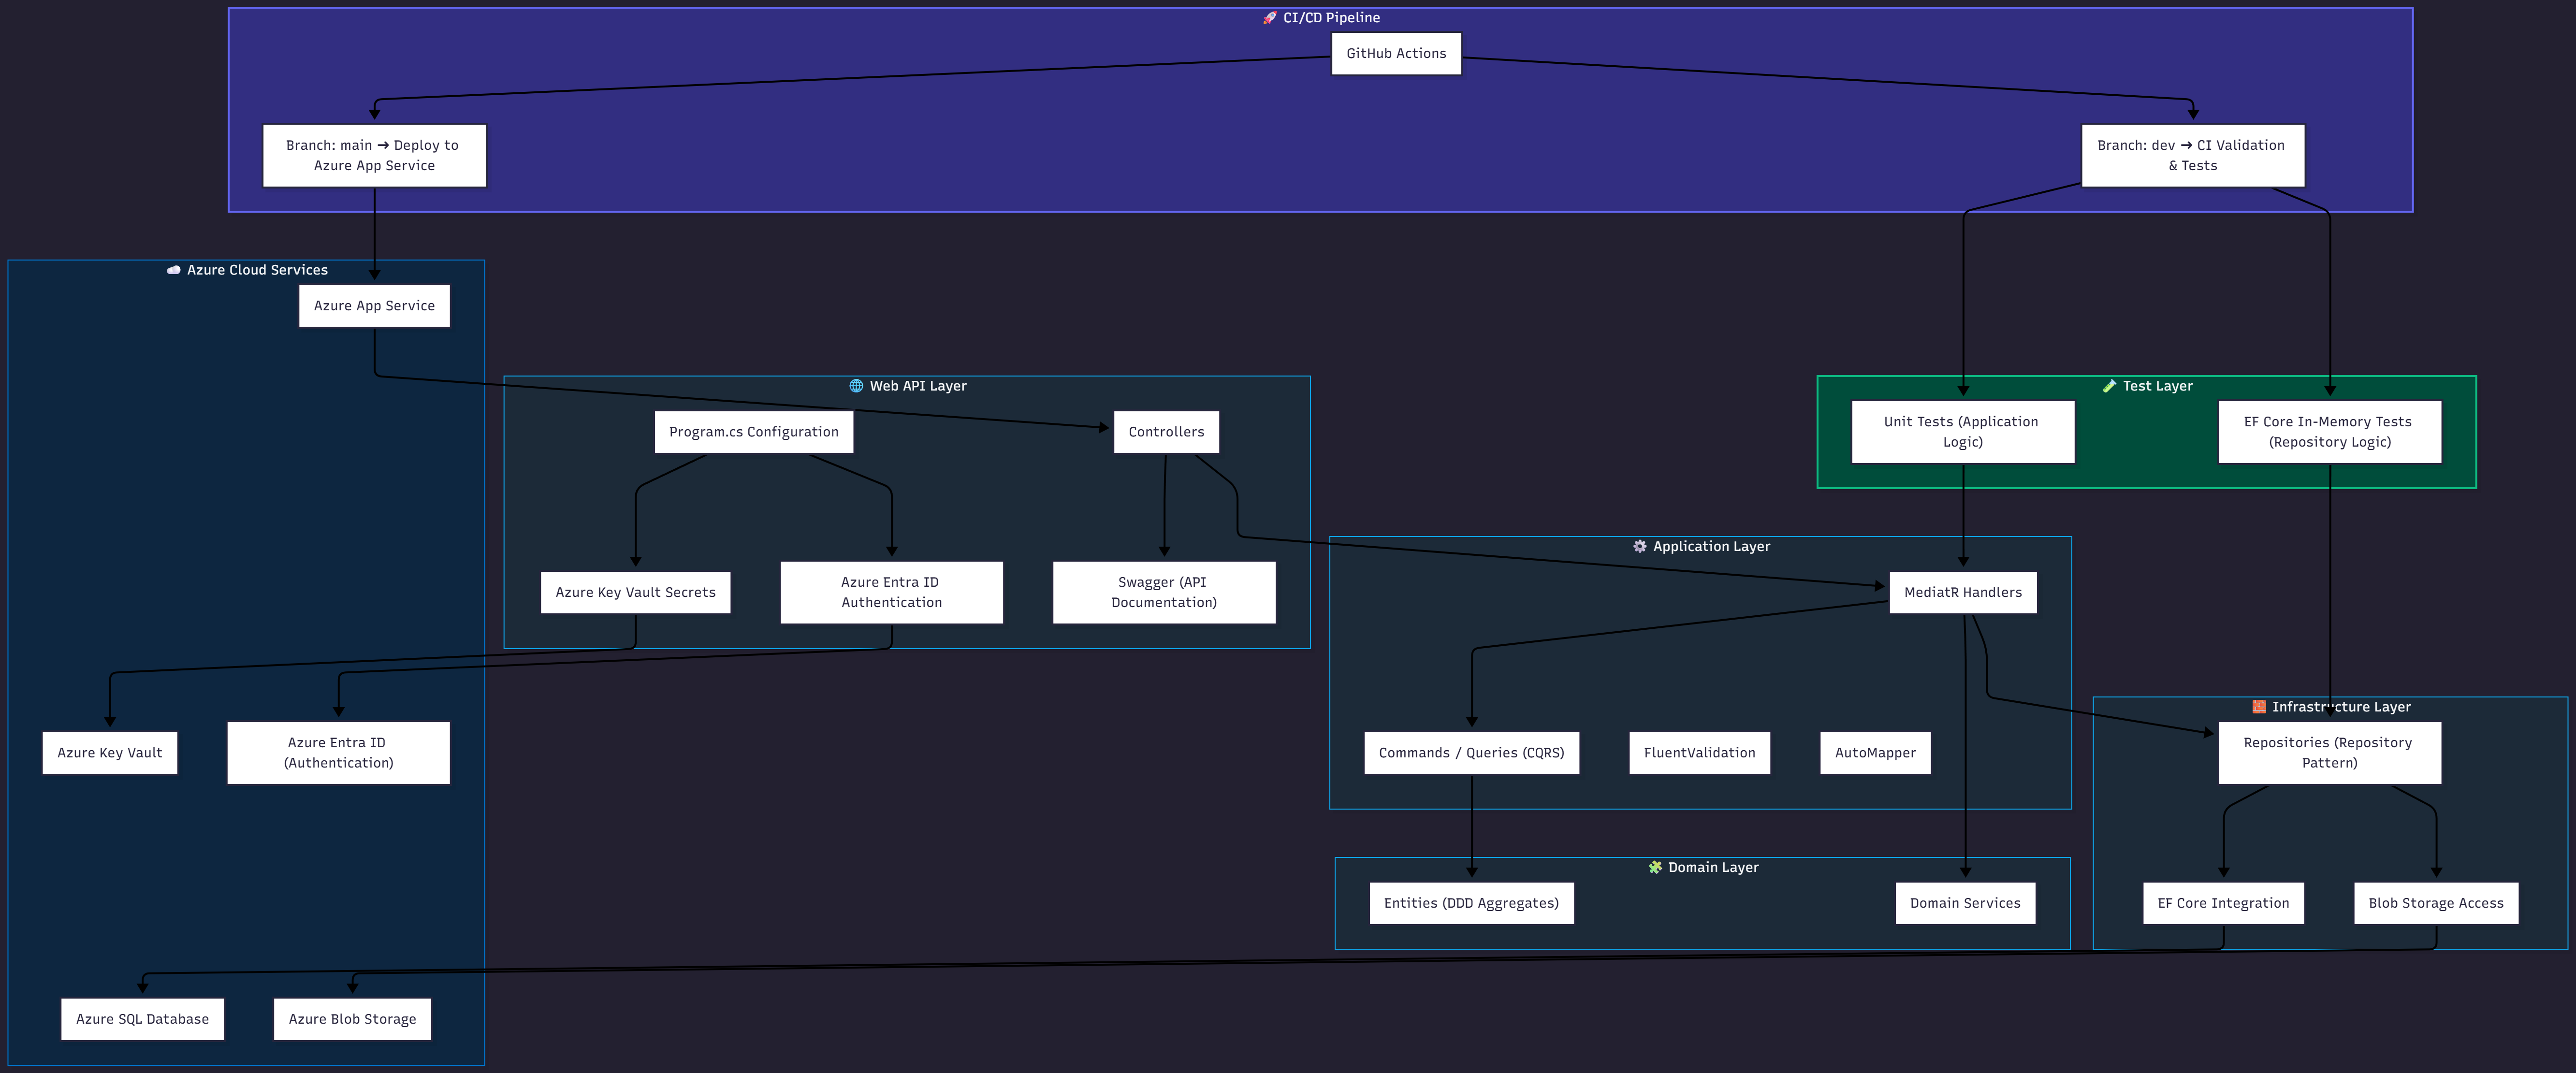 🚀 CI/CD Pipeline
GitHub Actions
Branch: main ➜ Deploy to
Azure App Service
Branch: dev ➜ CI Validation
& Tests
☁️ Azure Cloud Services
Azure App Service
🌐 Web API Layer
Program.cs Configuration
Controllers
Azure Key Vault Secrets
Azure Entra ID
Authentication
Swagger (API
Documentation)
🧪 Test Layer
Unit Tests (Application
Logic)
EF Core In-Memory Tests
(Repository Logic)
⚙️ Application Layer
MediatR Handlers
Commands / Queries (CQRS)
FluentValidation
AutoMapper
🧱 Infrastructure Layer
Repositories (Repository
Pattern)
EF Core Integration
Blob Storage Access
🧩 Domain Layer
Entities (DDD Aggregates)
Domain Services
Azure Key Vault
Azure Entra ID
(Authentication)
Azure SQL Database
Azure Blob Storage